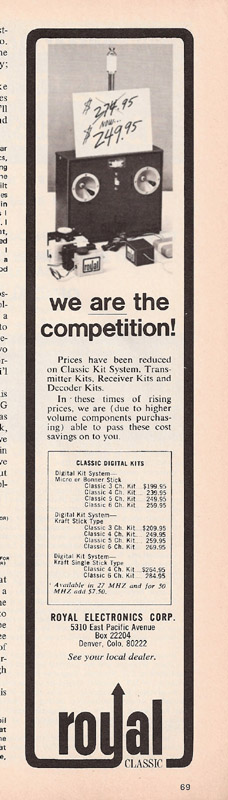 $ 274.95
NOW...
$ 249.95
royal
we are the
competition!
Prices have been reduced
on Classic Kit System, Trans-
mitter Kits, Receiver Kits and
Decoder Kits.
In these times of rising
prices, we are (due to higher
volume components purchas-
ing) able to pass these cost
savings on to you.
CLASSIC DIGITAL KITS
Digital Kit System—
Micro or Bonner Stick
Classic 3 Ch. Kit $199.95
Classic 4 Ch. Kit 239.95
Classic 5 Ch. Kit 249.95
Classic 6 Ch. Kit 259.95
Digital Kit System—
Kraft Stick Type
Classic 3 Ch. Kit $209.95
Classic 4 Ch. Kit 249.95
Classic 5 Ch. Kit 259.95
Classic 6 Ch. Kit 269.95
Digital Kit System—
Kraft Single Stick Type
Classic 4 Ch. Kit $264.95
Classic 6 Ch. Kit 284.95
Available in 27 MHZ and for 50
MHZ add $7.50.
ROYAL ELECTRONICS CORP.
5310 East Pacific Avenue
Box 22204
Denver, Colo. 80222
See your local dealer.
royal
CLASSIC
69